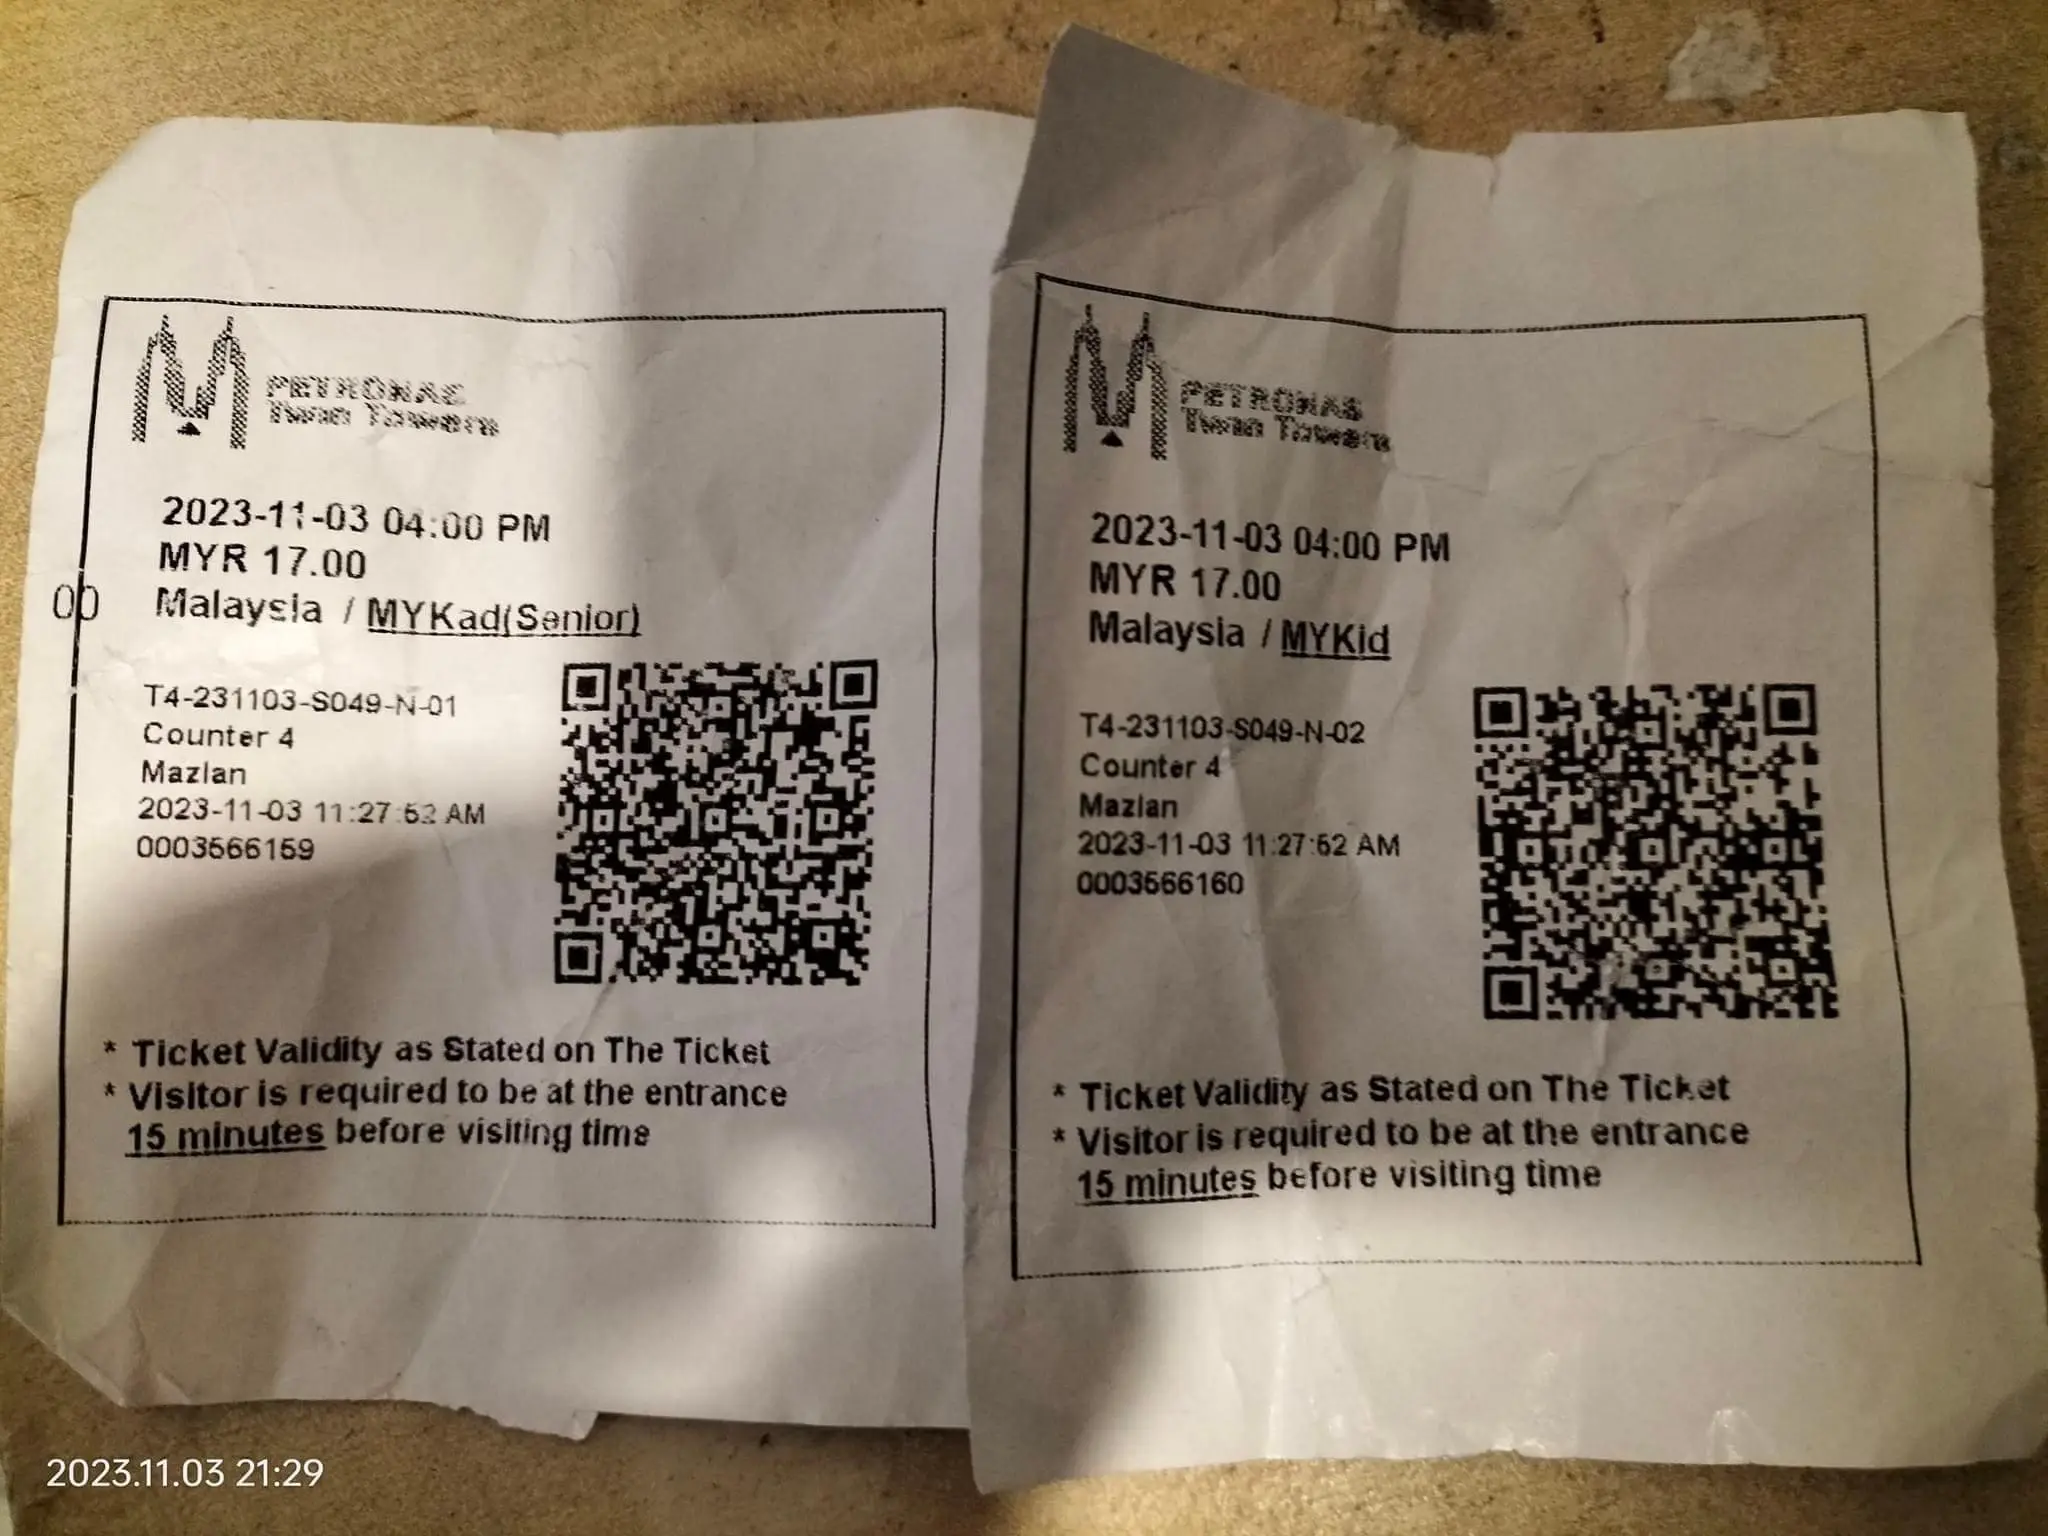 PETRONAS
Twin Towers
2023-11-03 04:00 PM
MYR 17.00
00
Malaysia / MYKad(Senior)
T4-231103-S049-N-01
Counter 4
Mazlan
2023-11-03 11:27:52 AM
0003566159
* Ticket Validity as Stated on The Ticket
* Visitor is required to be at the entrance
15 minutes before visiting time
PETRONAS
Twin Towers
2023-11-03 04:00 PM
MYR 17.00
Malaysia / MYKid
T4-231103-S049-N-02
Counter 4
Mazlan
2023-11-03 11:27:52 AM
0003566160
* Ticket Validity as Stated on The Ticket
* Visitor is required to be at the entrance
15 minutes before visiting time
2023.11.03 21:29